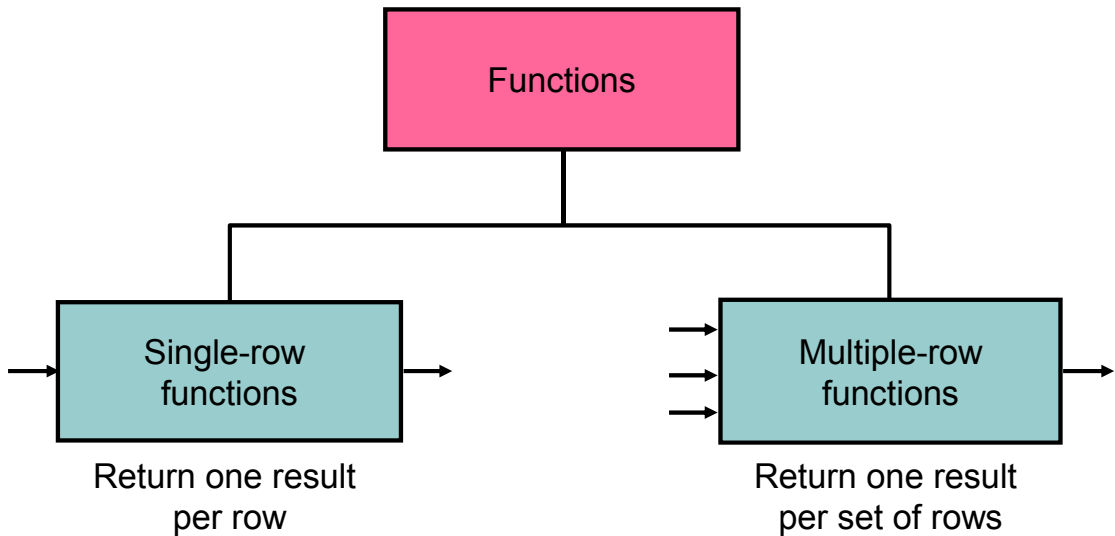 Functions
Single-row
functions
Multiple-row
functions
Return one result
per row
Return one result
per set of rows